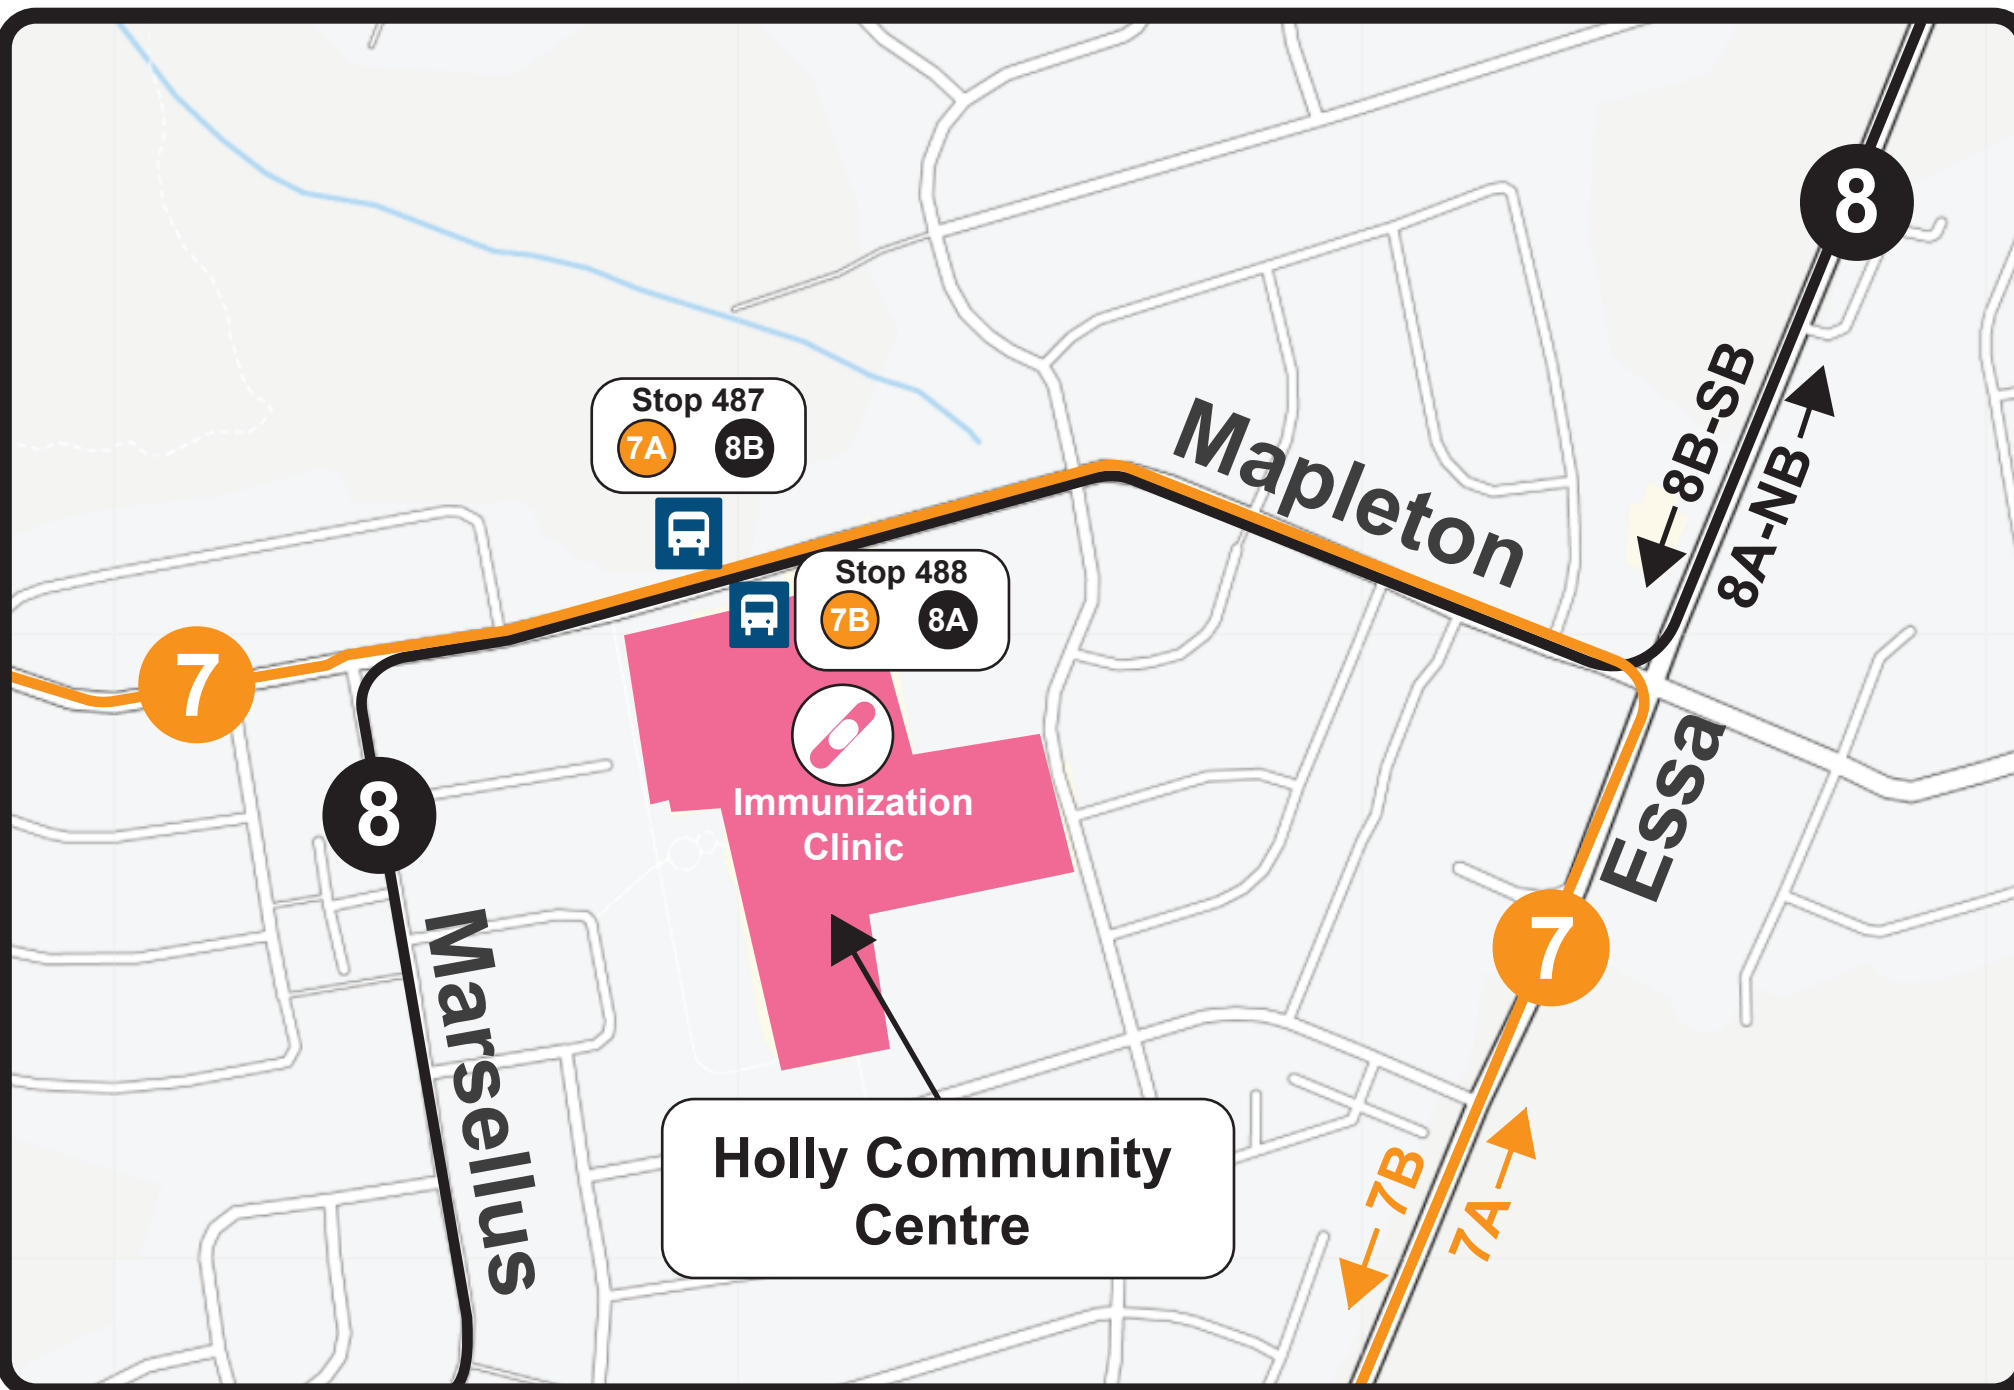 8
8B-SB
8A-NB
Stop 487
7A 8B
Mapleton
Stop 488
7B 8A
7
8
Essa
Immunization
Clinic
7
Marsellus
Holly Community
Centre
7B
7A